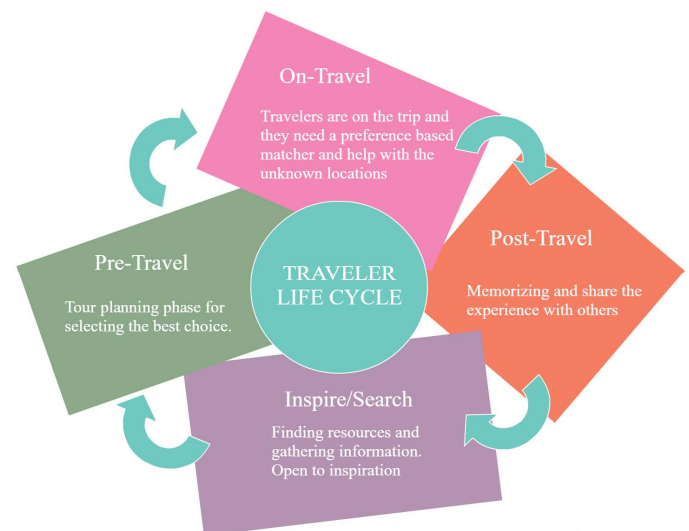 On-Travel
Travelers are on the trip and
they need a preference based
matcher and help with the
unknown locations
Post-Travel
Memorizing and share the
experience with others
Pre-Travel
Tour planning phase for
selecting the best choice.
TRAVELER
LIFE CYCLE
Inspire/Search
Finding resources and
gathering information.
Open to inspiration